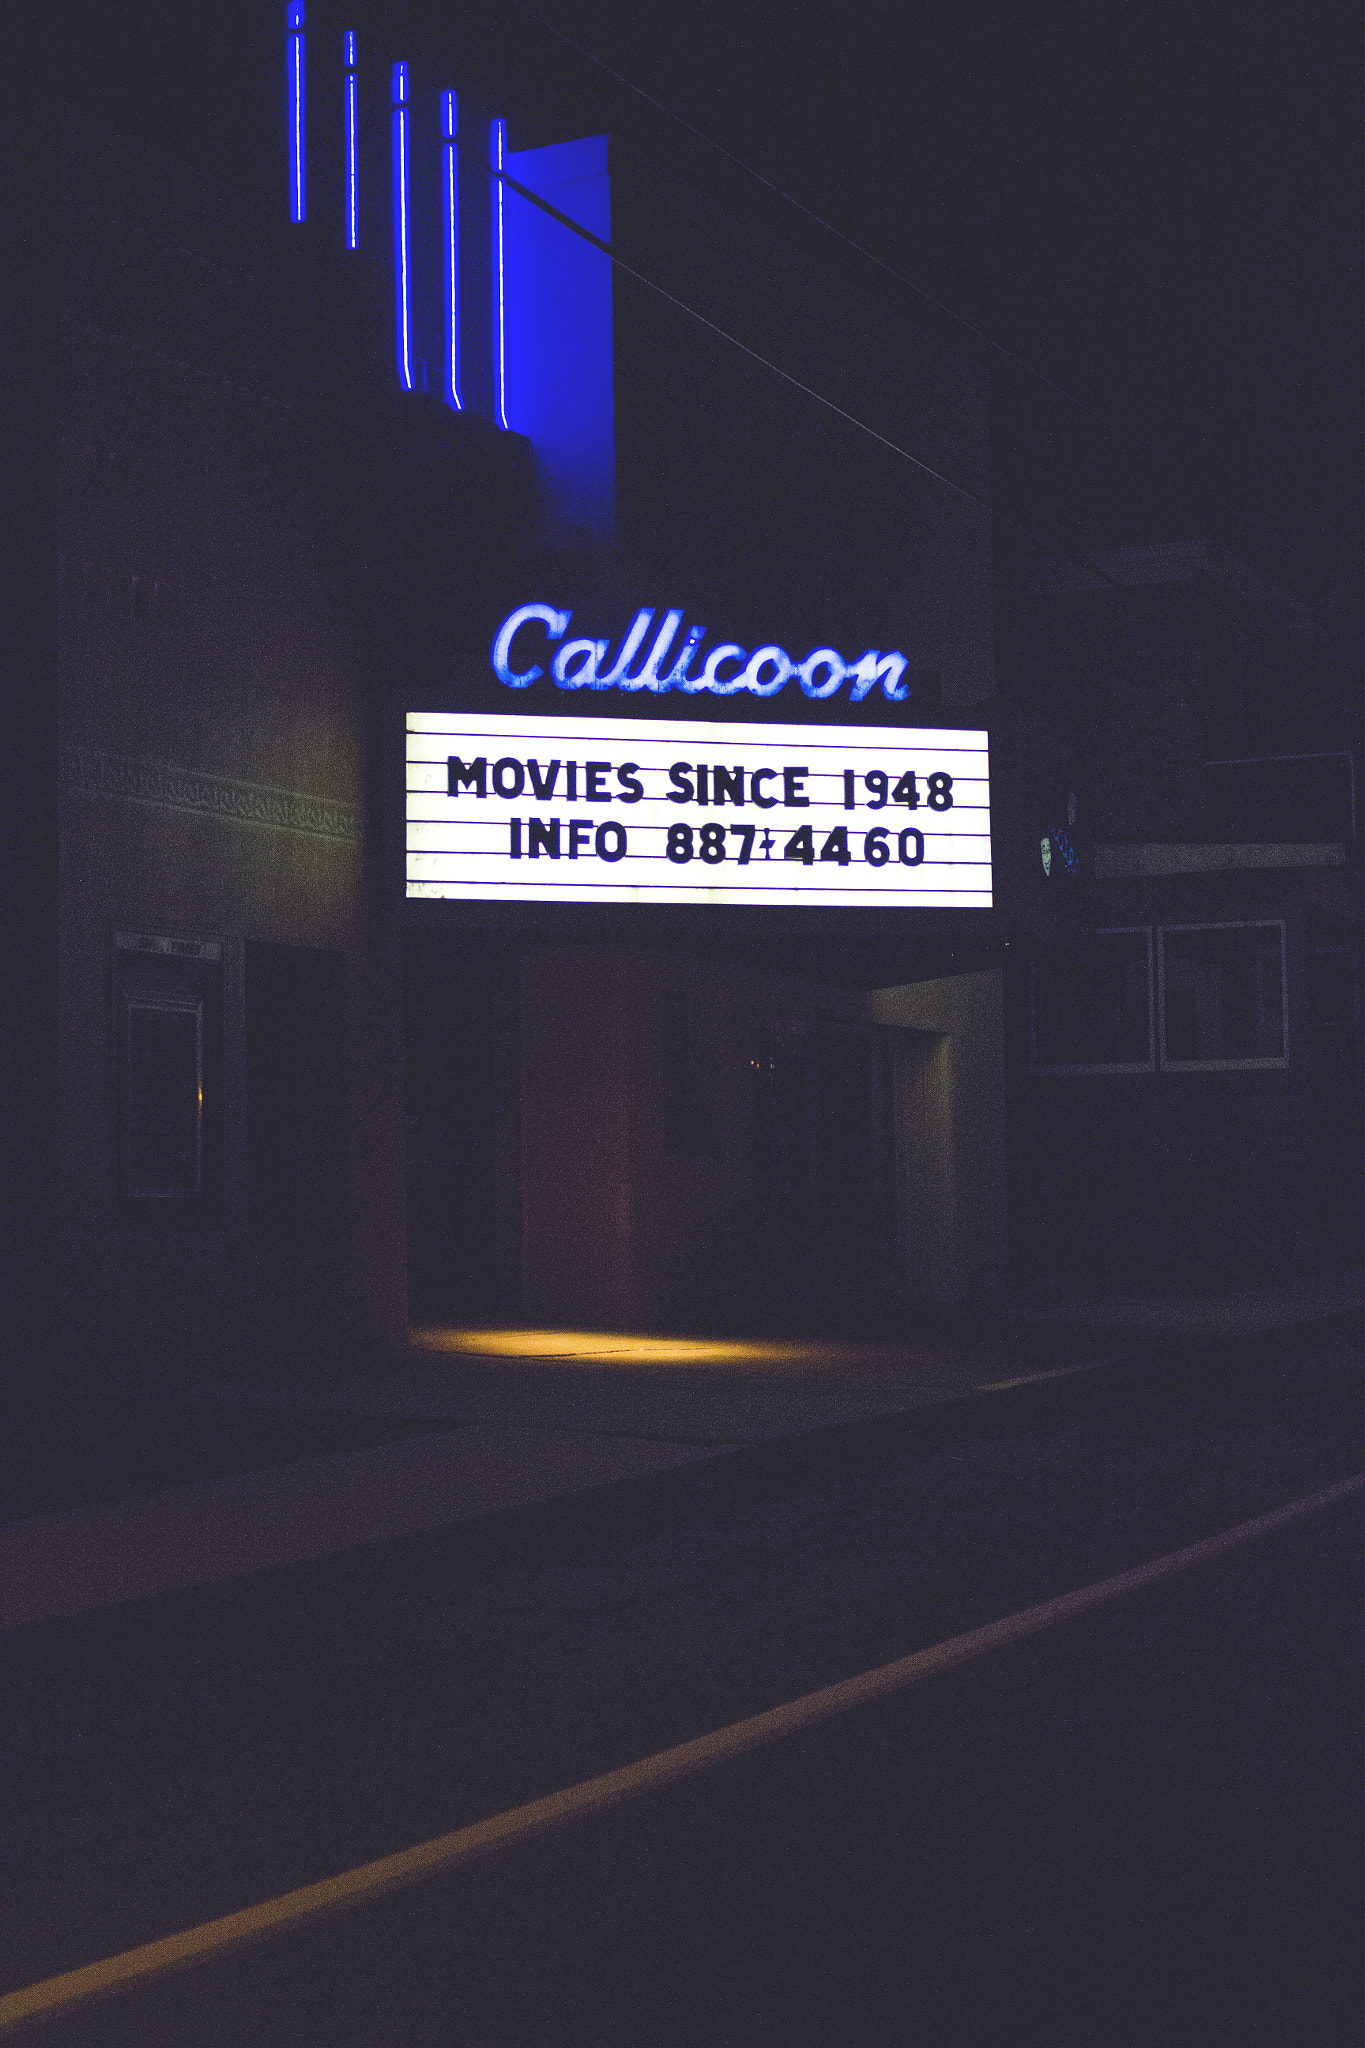 Callicoon
MOVIES SINCE 1948
INFO 887-4460